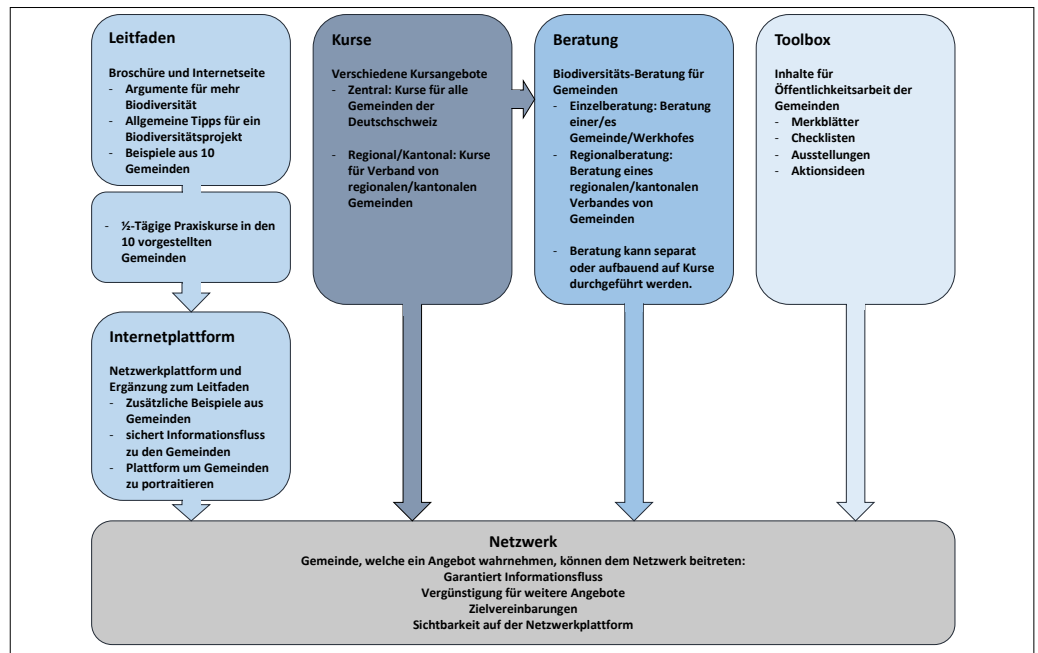 Leitfaden
Broschüre und Internetseite
- Argumente für mehr
Biodiversität
- Allgemeine Tipps für ein
Biodiversitätsprojekt
- Beispiele aus 10
Gemeinden
- ½-Tägige Praxiskurse in den
10 vorgestellten
Gemeinden
Internetplattform
Netzwerkplattform und
Ergänzung zum Leitfaden
- Zusätzliche Beispiele aus
Gemeinden
- sichert Informationsfluss
zu den Gemeinden
- Plattform um Gemeinden
zu portraitieren
Kurse
Verschiedene Kursangebote
- Zentral: Kurse für alle
Gemeinden der
Deutschschweiz
- Regional/Kantonal: Kurse
für Verband von
regionalen/kantonalen
Gemeinden
Beratung
Biodiversitäts-Beratung für
Gemeinden
- Einzelberatung: Beratung
einer/es
Gemeinde/Werkhofes
- Regionalberatung:
Beratung eines
regionalen/kantonalen
Verbandes von
Gemeinden
- Beratung kann separat
oder aufbauend auf Kurse
durchgeführt werden.
Toolbox
Inhalte für
Öffentlichkeitsarbeit der
Gemeinden
- Merkblätter
- Checklisten
- Ausstellungen
- Aktionsideen
Netzwerk
Gemeinde, welche ein Angebot wahrnehmen, können dem Netzwerk beitreten:
Garantiert Informationsfluss
Vergünstigung für weitere Angebote
Zielvereinbarungen
Sichtbarkeit auf der Netzwerkplattform